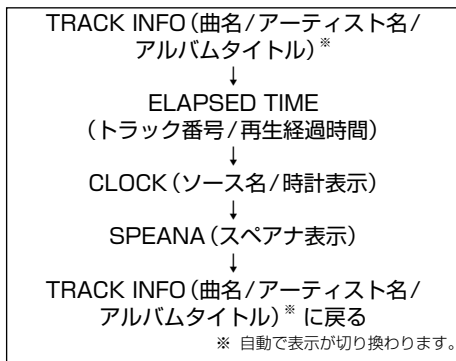 TRACK INFO(曲名/アーティスト名/
アルバムタイトル)※
↓
ELAPSED TIME
(トラック番号/再生経過時間)
↓
CLOCK(ソース名/時計表示)
↓
SPEANA(スペアナ表示)
↓
TRACK INFO(曲名/アーティスト名/
アルバムタイトル)※ に戻る
※ 自動で表示が切り換わります。